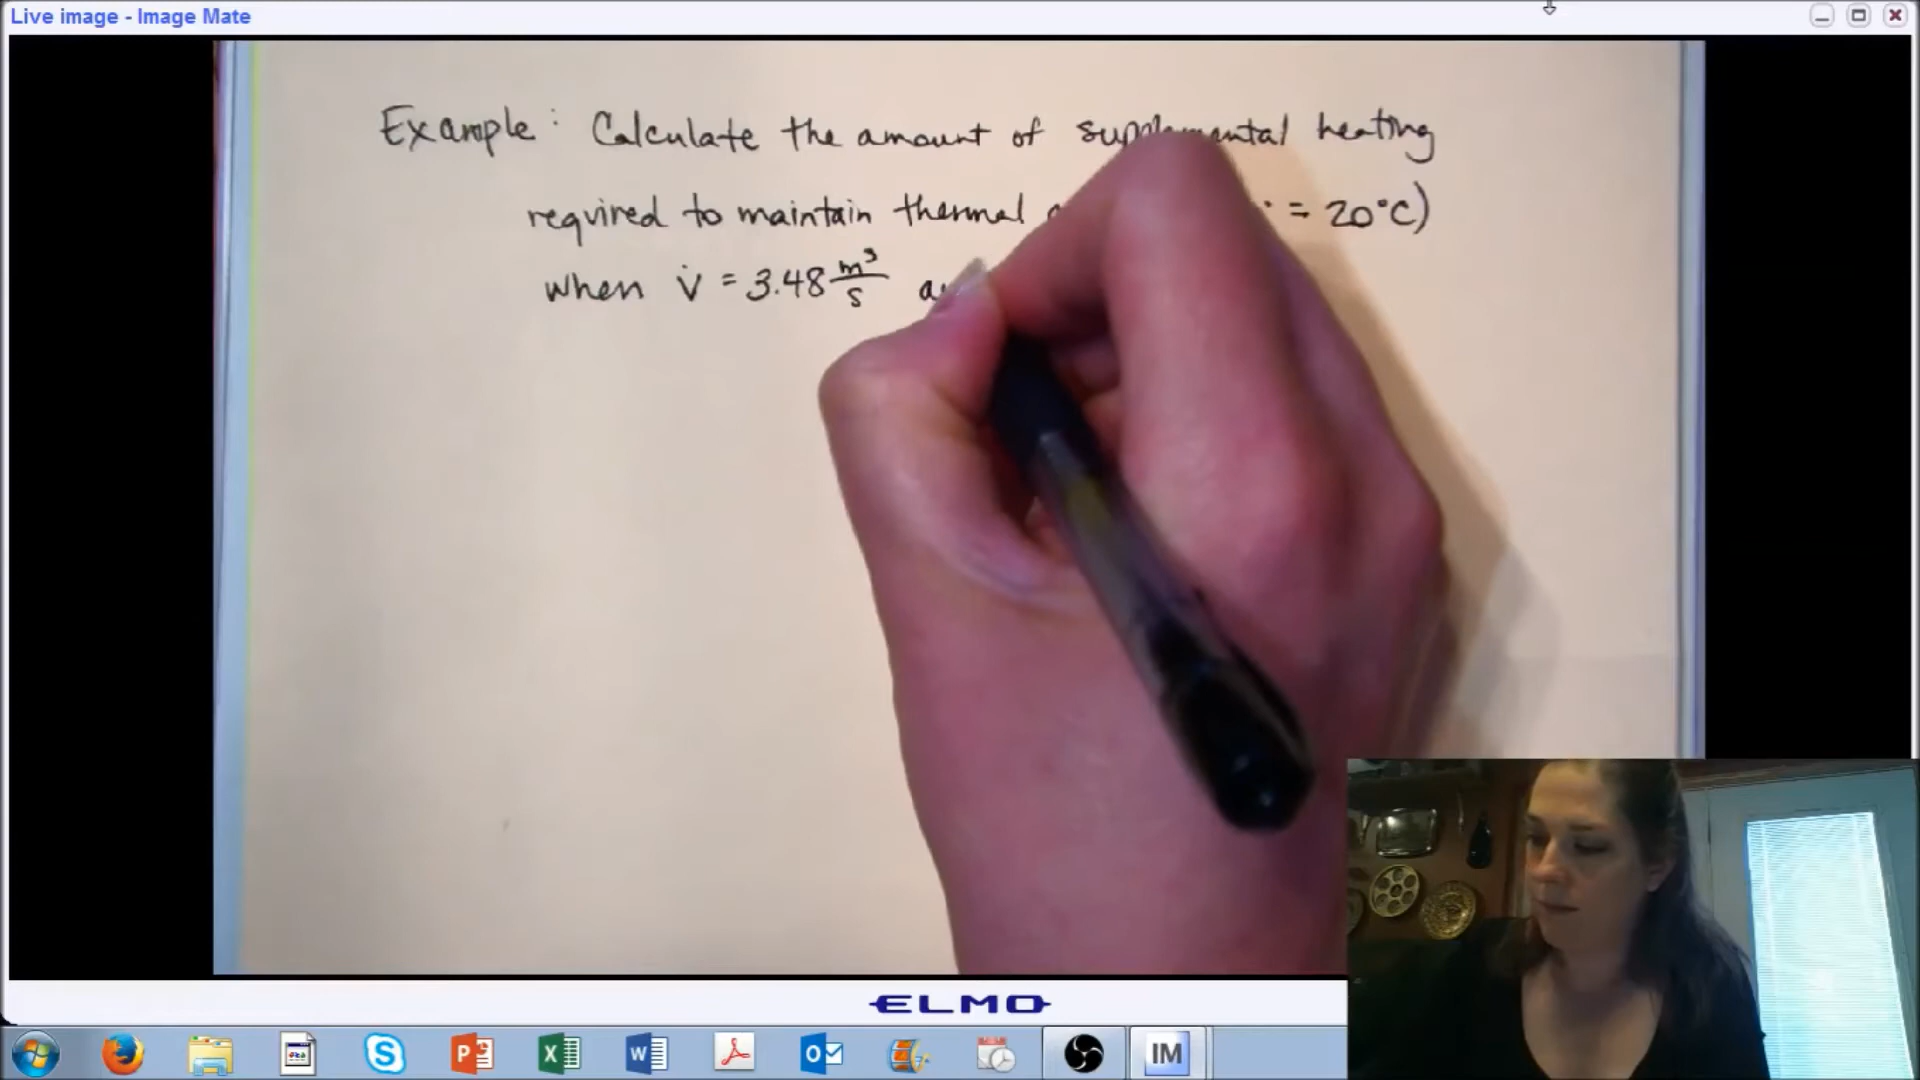 Live image - Image Mate
Example: Calculate the amount of supplemental heating
required to maintain thermal = 20°C)
when V̇ = 3.48 m³/s
ELMO
IM